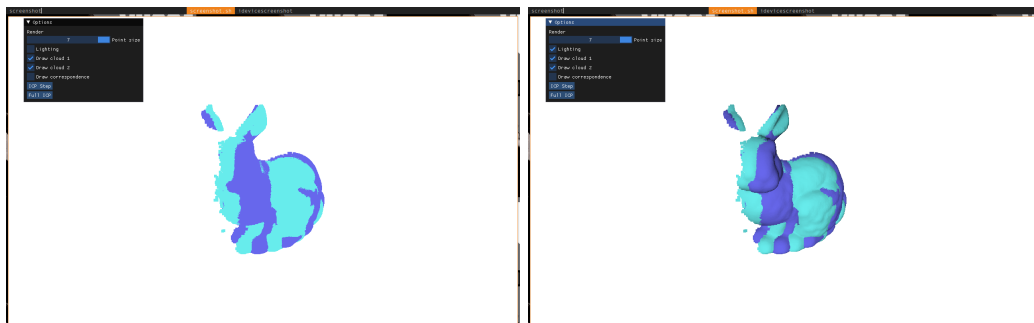 screenshot screenshot.sh !devicescreenshot
▼ Options
Render
7 Point size
Lighting
Draw cloud 1
Draw cloud 2
Draw correspondence
ICP Step
Full ICP
screenshot screenshot.sh !devicescreenshot
▼ Options
Render
7 Point size
Lighting
Draw cloud 1
Draw cloud 2
Draw correspondence
ICP Step
Full ICP